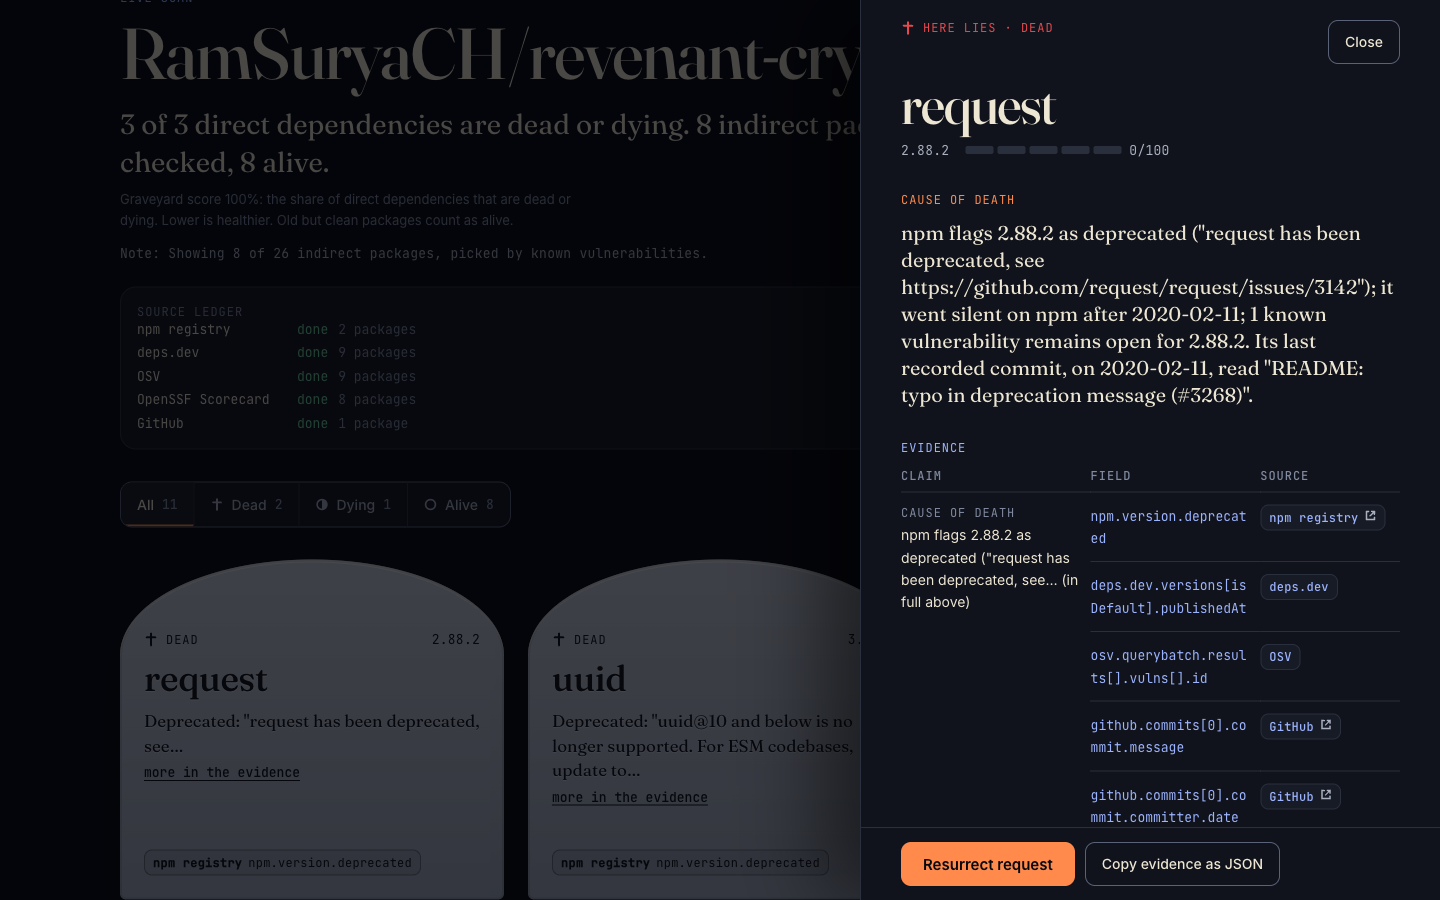 RamSuryaCH/revenant-cry
3 of 3 direct dependencies are dead or dying. 8 indirect pac
checked, 8 alive.
Graveyard score 100%: the share of direct dependencies that are dead or
dying. Lower is healthier. Old but clean packages count as alive.
Note: Showing 8 of 26 indirect packages, picked by known vulnerabilities.
SOURCE LEDGER
npm registry done 2 packages
deps.dev done 9 packages
OSV done 9 packages
OpenSSF Scorecard done 8 packages
GitHub done 1 package
All 11 Dead 2 Dying 1 Alive 8
DEAD 2.88.2
request
Deprecated: "request has been deprecated,
see...
more in the evidence
npm registry npm.version.deprecated
DEAD 3.
uuid
Deprecated: "uuid@10 and below is no
longer supported. For ESM codebases,
update to...
more in the evidence
npm registry npm.version.deprecated
HERE LIES · DEAD
Close
request
2.88.2 0/100
CAUSE OF DEATH
npm flags 2.88.2 as deprecated ("request has been
deprecated, see
https://github.com/request/request/issues/3142"); it
went silent on npm after 2020-02-11; 1 known
vulnerability remains open for 2.88.2. Its last
recorded commit, on 2020-02-11, read "README:
typo in deprecation message (#3268)".
EVIDENCE
CLAIM FIELD SOURCE
CAUSE OF DEATH
npm flags 2.88.2 as
deprecated ("request has
been deprecated, see... (in
full above)
npm.version.deprecat
ed
npm registry
deps.dev.versions[is
Default].publishedAt
deps.dev
osv.querybatch.resul
ts[].vulns[].id
OSV
github.commits[0].co
mmit.message
GitHub
github.commits[0].co
mmit.committer.date
GitHub
Resurrect request
Copy evidence as JSON